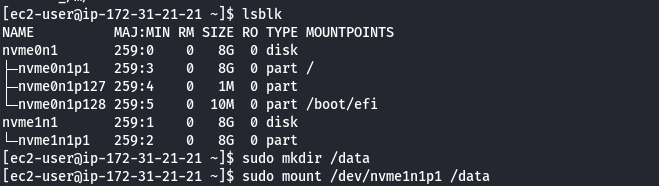 [ec2-user@ip-172-31-21-21 ~]$ lsblk
NAME          MAJ:MIN RM SIZE RO TYPE MOUNTPOINTS
nvme0n1       259:0    0   8G  0 disk
├─nvme0n1p1   259:3    0   8G  0 part /
├─nvme0n1p127 259:4    0   1M  0 part
└─nvme0n1p128 259:5    0  10M  0 part /boot/efi
nvme1n1       259:1    0   8G  0 disk
└─nvme1n1p1   259:2    0   8G  0 part
[ec2-user@ip-172-31-21-21 ~]$ sudo mkdir /data
[ec2-user@ip-172-31-21-21 ~]$ sudo mount /dev/nvme1n1p1 /data